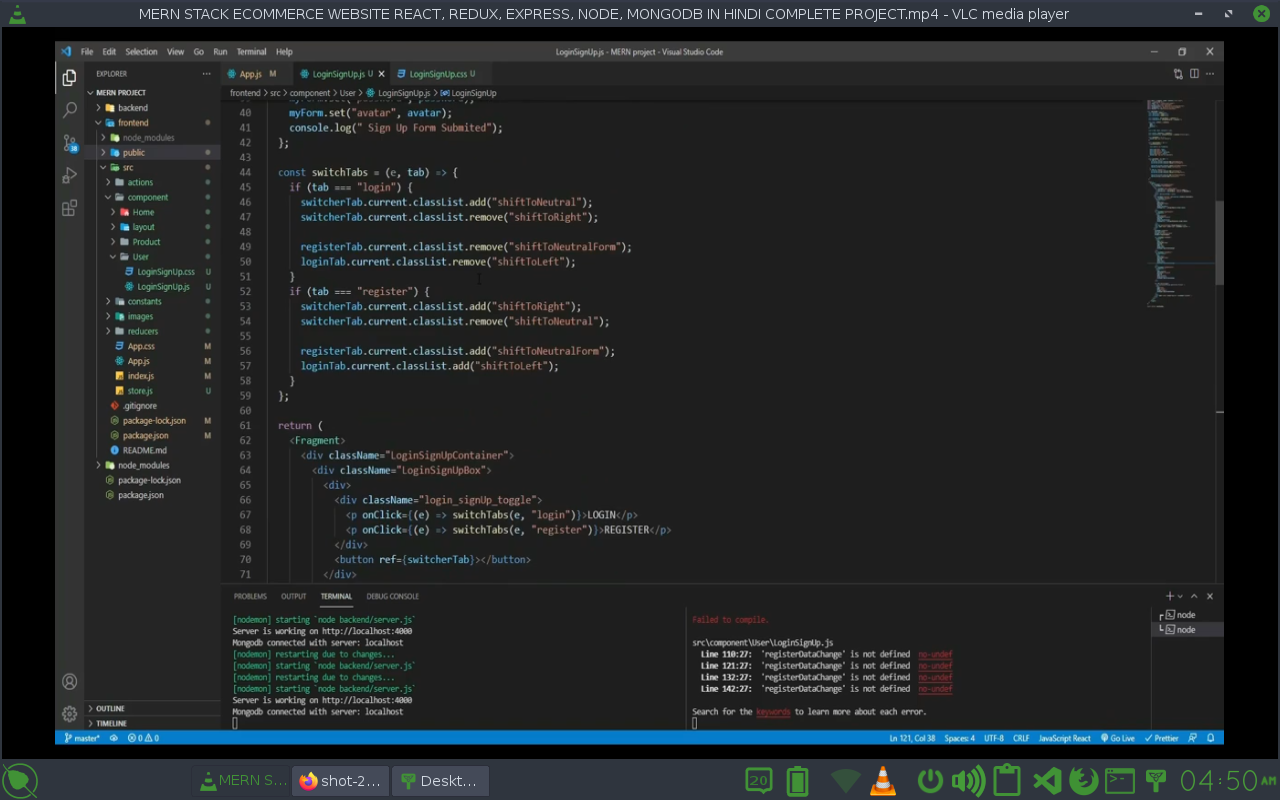 MERN STACK ECOMMERCE WEBSITE REACT, REDUX, EXPRESS, NODE, MONGODB IN HINDI COMPLETE PROJECT.mp4 - VLC media player
File Edit Selection View Go Run Terminal Help
LoginSignUp.js - MERN project - Visual Studio Code
EXPLORER
MERN PROJECT
backend
frontend
node_modules
public
src
actions
component
Home
layout
Product
User
LoginSignUp.css U
LoginSignUp.js U
constants
images
reducers
App.css M
App.js M
index.js M
store.js U
.gitignore
package-lock.json M
package.json M
README.md
node_modules
package-lock.json
package.json
OUTLINE
TIMELINE
App.js M LoginSignUp.js U LoginSignUp.css U
frontend > src > component > User > LoginSignUp.js > LoginSignUp
40 myForm.set("avatar", avatar);
41 console.log(" Sign Up Form Submited");
42 };
43
44 const switchTabs = (e, tab) => {
45 if (tab === "login") {
46 switcherTab.current.classList.add("shiftToNeutral");
47 switcherTab.current.classList.remove("shiftToRight");
48
49 registerTab.current.classList.remove("shiftToNeutralForm");
50 loginTab.current.classList.remove("shiftToLeft");
51 }
52 if (tab === "register") {
53 switcherTab.current.classList.add("shiftToRight");
54 switcherTab.current.classList.remove("shiftToNeutral");
55
56 registerTab.current.classList.add("shiftToNeutralForm");
57 loginTab.current.classList.add("shiftToLeft");
58 }
59 };
60
61 return (
62 <Fragment>
63 <div className="LoginSignUpContainer">
64 <div className="LoginSignUpBox">
65 <div>
66 <div className="login_signUp_toggle">
67 <p onClick={(e) => switchTabs(e, "login")}>LOGIN</p>
68 <p onClick={(e) => switchTabs(e, "register")}>REGISTER</p>
69 </div>
70 <button ref={switcherTab}></button>
71 </div>
PROBLEMS OUTPUT TERMINAL DEBUG CONSOLE
[nodemon] starting `node backend/server.js`
Server is working on http://localhost:4000
Mongodb connected with server: localhost
[nodemon] restarting due to changes...
[nodemon] starting `node backend/server.js`
[nodemon] restarting due to changes...
[nodemon] starting `node backend/server.js`
Server is working on http://localhost:4000
Mongodb connected with server: localhost
Failed to compile.
src\component\User\LoginSignUp.js
Line 110:27: 'registerDataChange' is not defined no-undef
Line 121:27: 'registerDataChange' is not defined no-undef
Line 132:27: 'registerDataChange' is not defined no-undef
Line 142:27: 'registerDataChange' is not defined no-undef
Search for the keywords to learn more about each error.
node
node
master* 0 0
Ln 121, Col 38 Spaces: 4 UTF-8 CRLF JavaScript React Go Live Prettier
MERN S... shot-2... Deskt...
20
04:50 AM